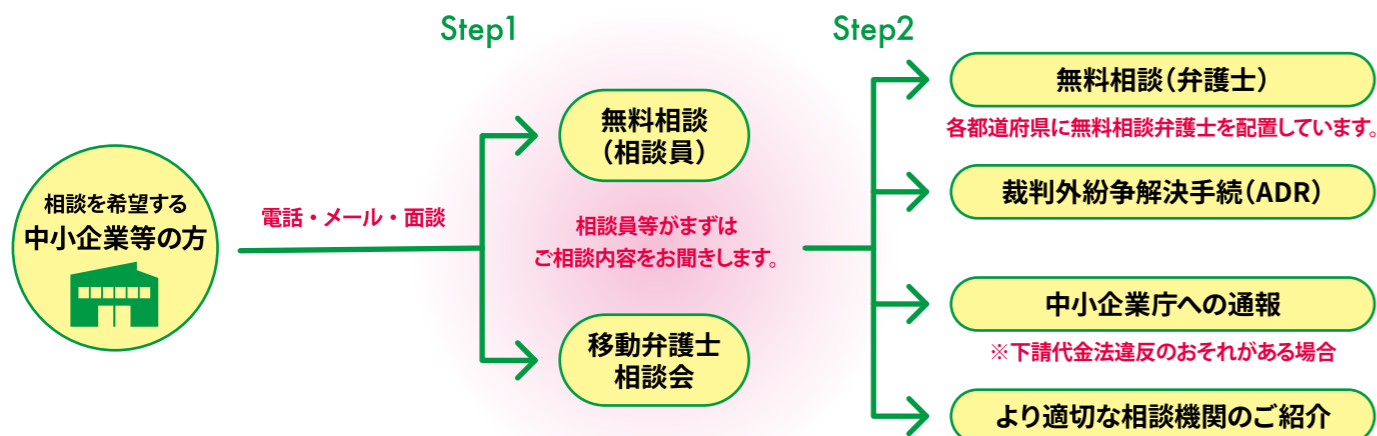 相談を希望する
中小企業等の方
電話・メール・面談
Step1
無料相談
（相談員）
相談員等がまずは
ご相談内容をお聞きします。
移動弁護士
相談会
Step2
無料相談（弁護士）
各都道府県に無料相談弁護士を配置しています。
裁判外紛争解決手続（ADR）
中小企業庁への通報
※下請代金法違反のおそれがある場合
より適切な相談機関のご紹介